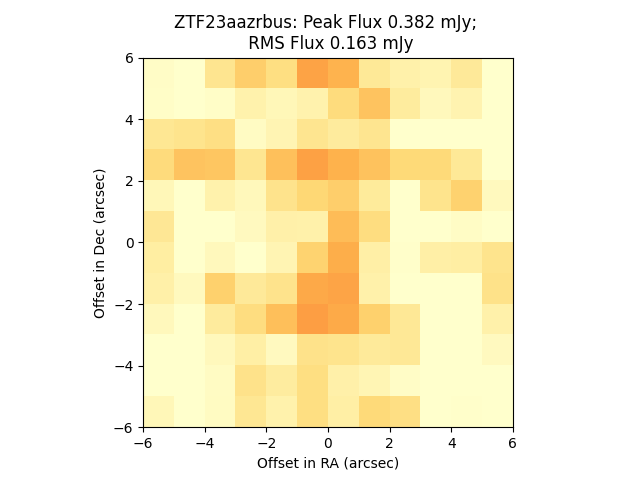 ZTF23aazrbus: Peak Flux 0.382 mJy;
RMS Flux 0.163 mJy
6
4
2
0
−2
−4
−6
Offset in Dec (arcsec)
−6 −4 −2 0 2 4 6
Offset in RA (arcsec)